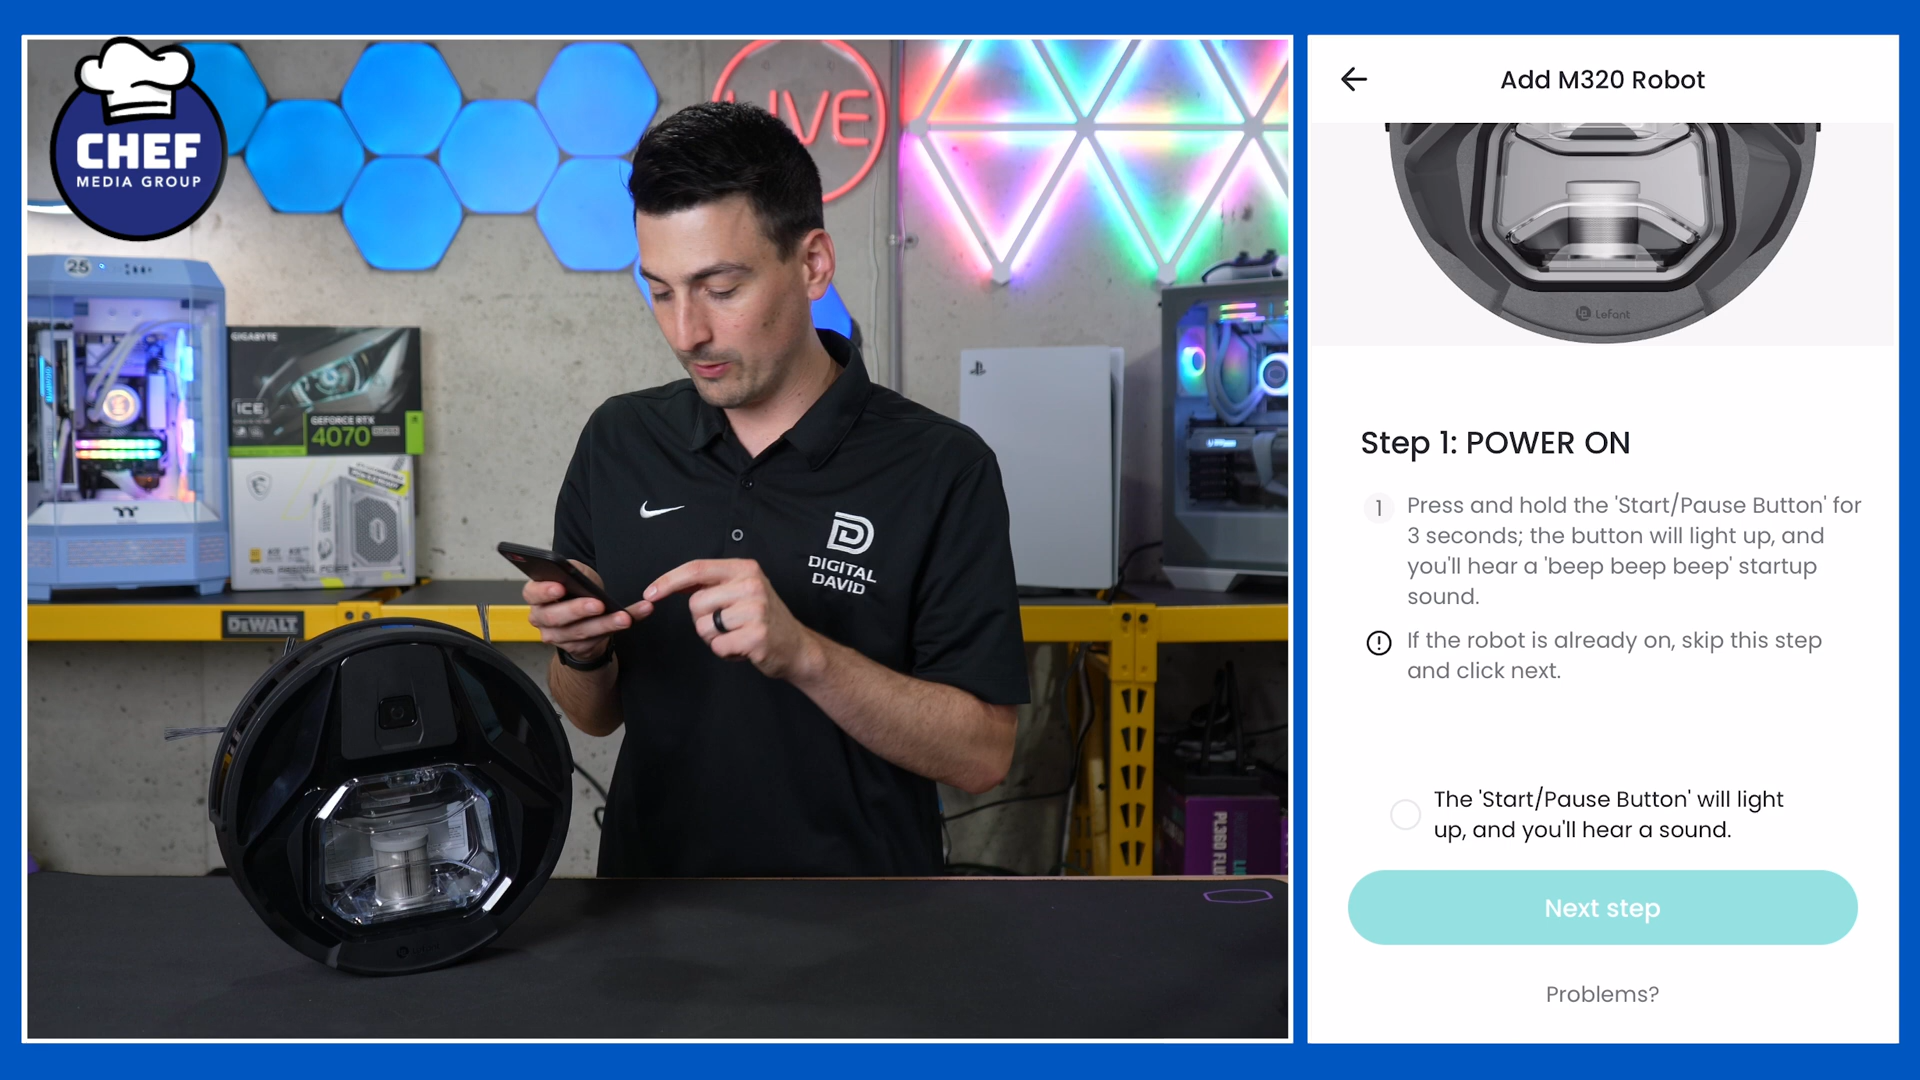 CHEF
MEDIA GROUP
LIVE
25
GIGABYTE
ICE
GEFORCE RTX
4070
DEWALT
DIGITAL
DAVID
Lefant
Add M320 Robot
Lefant
Step 1: POWER ON
1 Press and hold the 'Start/Pause Button' for
3 seconds; the button will light up, and
you'll hear a 'beep beep beep' startup
sound.
If the robot is already on, skip this step
and click next.
The 'Start/Pause Button' will light
up, and you'll hear a sound.
Next step
Problems?